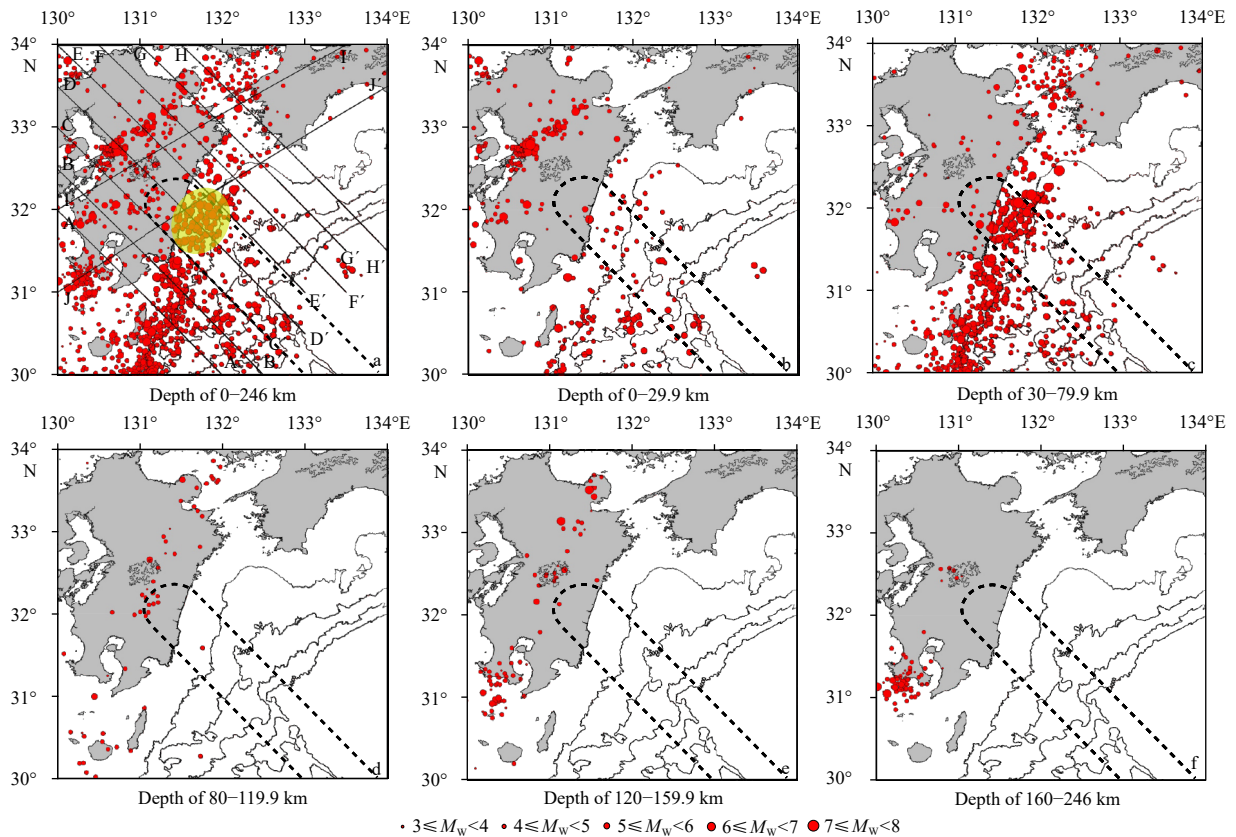 130° 131° 132° 133° 134°E 130° 131° 132° 133° 134°E 130° 131° 132° 133° 134°E
34° 34° 34°
N N N
33° 33° 33°
32° 32° 32°
31° 31° 31°
30° 30° 30°
E F G H I
D J′
C
B
G′ H′
J
E′ F′
D′
B′
a b c
Depth of 0−246 km Depth of 0−29.9 km Depth of 30−79.9 km
130° 131° 132° 133° 134°E 130° 131° 132° 133° 134°E 130° 131° 132° 133° 134°E
34° 34° 34°
N N N
33° 33° 33°
32° 32° 32°
31° 31° 31°
30° 30° 30°
d e f
Depth of 80−119.9 km Depth of 120−159.9 km Depth of 160−246 km
3≤MW<4 4≤MW<5 5≤MW<6 6≤MW<7 7≤MW<8